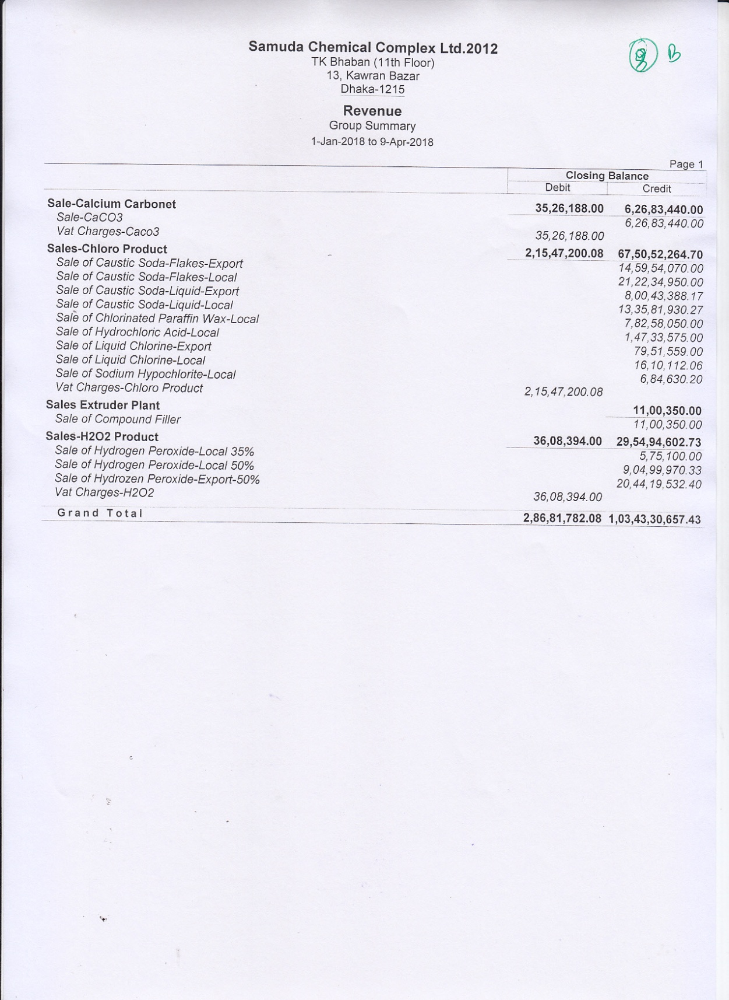 Samuda Chemical Complex Ltd.2012
B
TK Bhaban (11th Floor)
13, Kawran Bazar
Dhaka-1215
Revenue
Group Summary
1-Jan-2018 to 9-Apr-2018
Page 1
Closing Balance
Debit Credit
Sale-Calcium Carbonet 35,26,188.00 6,26,83,440.00
Sale-CaCO3 6,26,83,440.00
Vat Charges-Caco3 35,26,188.00
Sales-Chloro Product 2,15,47,200.08 67,50,52,264.70
Sale of Caustic Soda-Flakes-Export 14,59,54,070.00
Sale of Caustic Soda-Flakes-Local 21,22,34,950.00
Sale of Caustic Soda-Liquid-Export 8,00,43,388.17
Sale of Caustic Soda-Liquid-Local 13,35,81,930.27
Sale of Chlorinated Paraffin Wax-Local 7,82,58,050.00
Sale of Hydrochloric Acid-Local 1,47,33,575.00
Sale of Liquid Chlorine-Export 79,51,559.00
Sale of Liquid Chlorine-Local 16,10,112.06
Sale of Sodium Hypochlorite-Local 6,84,630.20
Vat Charges-Chloro Product 2,15,47,200.08
Sales Extruder Plant 11,00,350.00
Sale of Compound Filler 11,00,350.00
Sales-H2O2 Product 36,08,394.00 29,54,94,602.73
Sale of Hydrogen Peroxide-Local 35% 5,75,100.00
Sale of Hydrogen Peroxide-Local 50% 9,04,99,970.33
Sale of Hydrozen Peroxide-Export-50% 20,44,19,532.40
Vat Charges-H2O2 36,08,394.00
Grand Total 2,86,81,782.08 1,03,43,30,657.43